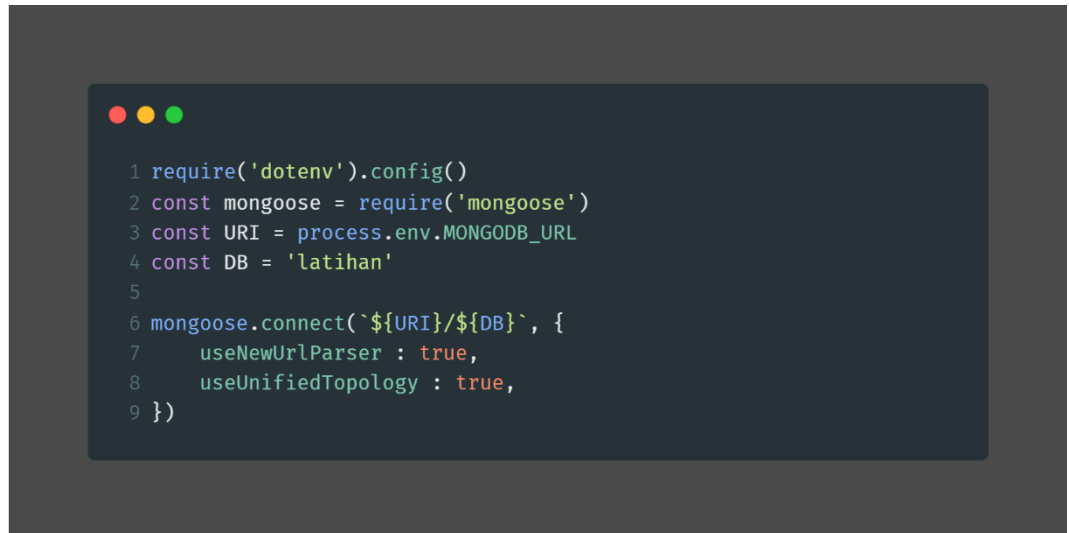 1 require('dotenv').config()
2 const mongoose = require('mongoose')
3 const URI = process.env.MONGODB_URL
4 const DB = 'latihan'
5
6 mongoose.connect(`${URI}/${DB}`, {
7     useNewUrlParser : true,
8     useUnifiedTopology : true,
9 })